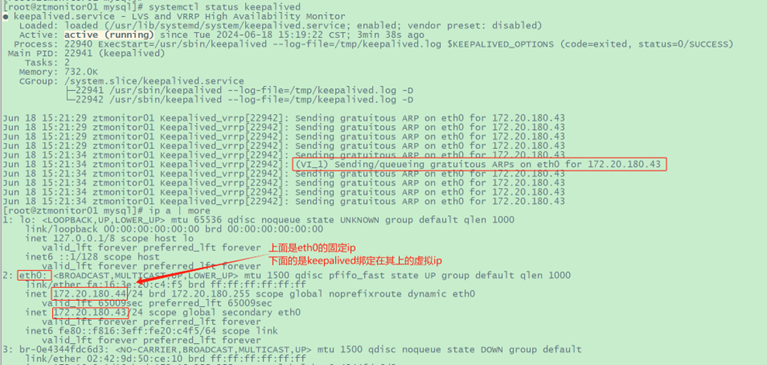 [root@ztmonitor01 mysql]# systemctl status keepalived
● keepalived.service - LVS and VRRP High Availability Monitor
Loaded: loaded (/usr/lib/systemd/system/keepalived.service; enabled; vendor preset: disabled)
Active: active (running) since Tue 2024-06-18 15:19:22 CST; 3min 38s ago
Process: 22940 ExecStart=/usr/sbin/keepalived --log-file=/tmp/keepalived.log $KEEPALIVED_OPTIONS (code=exited, status=0/SUCCESS)
Main PID: 22941 (keepalived)
Tasks: 2
Memory: 732.0K
CGroup: /system.slice/keepalived.service
├─22941 /usr/sbin/keepalived --log-file=/tmp/keepalived.log -D
└─22942 /usr/sbin/keepalived --log-file=/tmp/keepalived.log -D
Jun 18 15:21:29 ztmonitor01 Keepalived_vrrp[22942]: Sending gratuitous ARP on eth0 for 172.20.180.43
Jun 18 15:21:29 ztmonitor01 Keepalived_vrrp[22942]: Sending gratuitous ARP on eth0 for 172.20.180.43
Jun 18 15:21:29 ztmonitor01 Keepalived_vrrp[22942]: Sending gratuitous ARP on eth0 for 172.20.180.43
Jun 18 15:21:29 ztmonitor01 Keepalived_vrrp[22942]: Sending gratuitous ARP on eth0 for 172.20.180.43
Jun 18 15:21:34 ztmonitor01 Keepalived_vrrp[22942]: Sending gratuitous ARP on eth0 for 172.20.180.43
Jun 18 15:21:34 ztmonitor01 Keepalived_vrrp[22942]: (VI_1) Sending/queueing gratuitous ARPs on eth0 for 172.20.180.43
Jun 18 15:21:34 ztmonitor01 Keepalived_vrrp[22942]: Sending gratuitous ARP on eth0 for 172.20.180.43
Jun 18 15:21:34 ztmonitor01 Keepalived_vrrp[22942]: Sending gratuitous ARP on eth0 for 172.20.180.43
Jun 18 15:21:34 ztmonitor01 Keepalived_vrrp[22942]: Sending gratuitous ARP on eth0 for 172.20.180.43
Jun 18 15:21:34 ztmonitor01 Keepalived_vrrp[22942]: Sending gratuitous ARP on eth0 for 172.20.180.43
[root@ztmonitor01 mysql]# ip a | more
1: lo: <LOOPBACK,UP,LOWER_UP> mtu 65536 qdisc noqueue state UNKNOWN group default qlen 1000
link/loopback 00:00:00:00:00:00 brd 00:00:00:00:00:00
inet 127.0.0.1/8 scope host lo
valid_lft forever preferred_lft forever
inet6 ::1/128 scope host
valid_lft forever preferred_lft forever
上面是eth0的固定ip
下面的是keepalived绑定在其上的虚拟ip
2: eth0: <BROADCAST,MULTICAST,UP,LOWER_UP> mtu 1500 qdisc pfifo_fast state UP group default qlen 1000
link/ether brd ff:ff:ff:ff:ff:ff
inet 172.20.180.44/24 brd 172.20.180.255 scope global noprefixroute dynamic eth0
valid_lft 65009sec preferred_lft 65009sec
inet 172.20.180.43/24 scope global secondary eth0
valid_lft forever preferred_lft forever
inet6 fe80::f816:3eff:fe20:c4f5/64 scope link
valid_lft forever preferred_lft forever
3: br-0e4344fdc6d3: <NO-CARRIER,BROADCAST,MULTICAST,UP> mtu 1500 qdisc noqueue state DOWN group default
link/ether 02:42:9d:50:ce:10 brd ff:ff:ff:ff:ff:ff